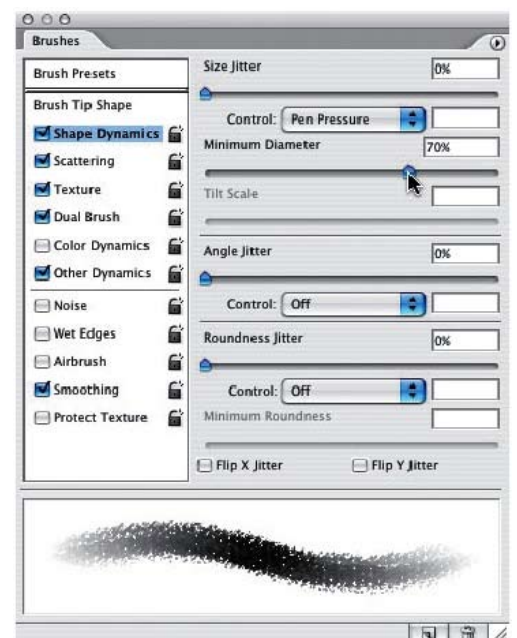 Brushes
Brush Presets
Brush Tip Shape
Shape Dynamics
Scattering
Texture
Dual Brush
Color Dynamics
Other Dynamics
Noise
Wet Edges
Airbrush
Smoothing
Protect Texture
Size Jitter 0%
Control: Pen Pressure
Minimum Diameter 70%
Tilt Scale
Angle Jitter 0%
Control: Off
Roundness Jitter 0%
Control: Off
Minimum Roundness
Flip X Jitter Flip Y Jitter